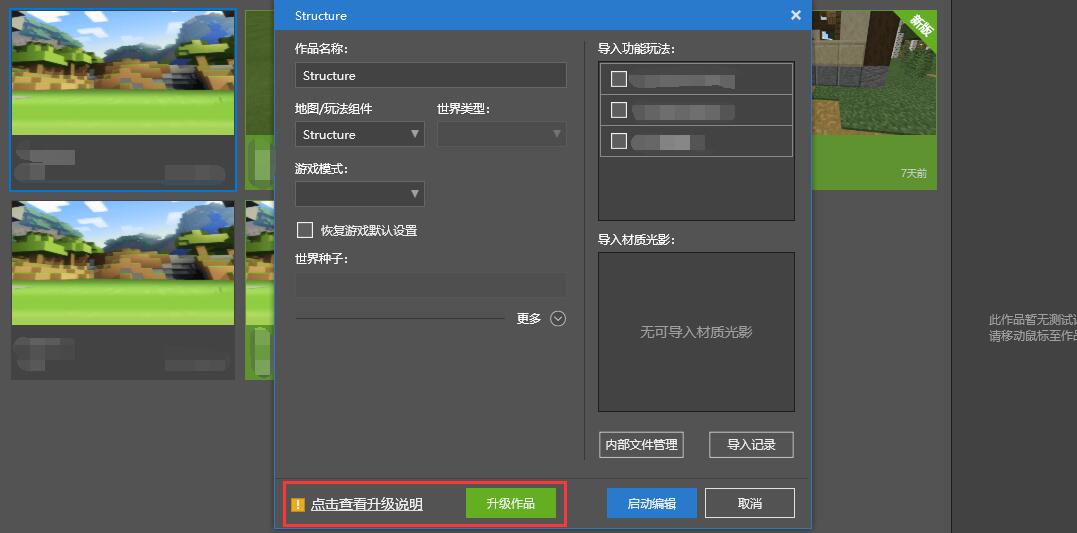 Structure
作品名称：
Structure
地图/玩法组件
世界类型：
Structure
游戏模式：
恢复游戏默认设置
世界种子：
更多
导入功能玩法：
导入材质光影：
无可导入材质光影
内部文件管理
导入记录
点击查看升级说明
升级作品
启动编辑
取消
新版
7天前
此作品暂无测试
请移动鼠标至作品